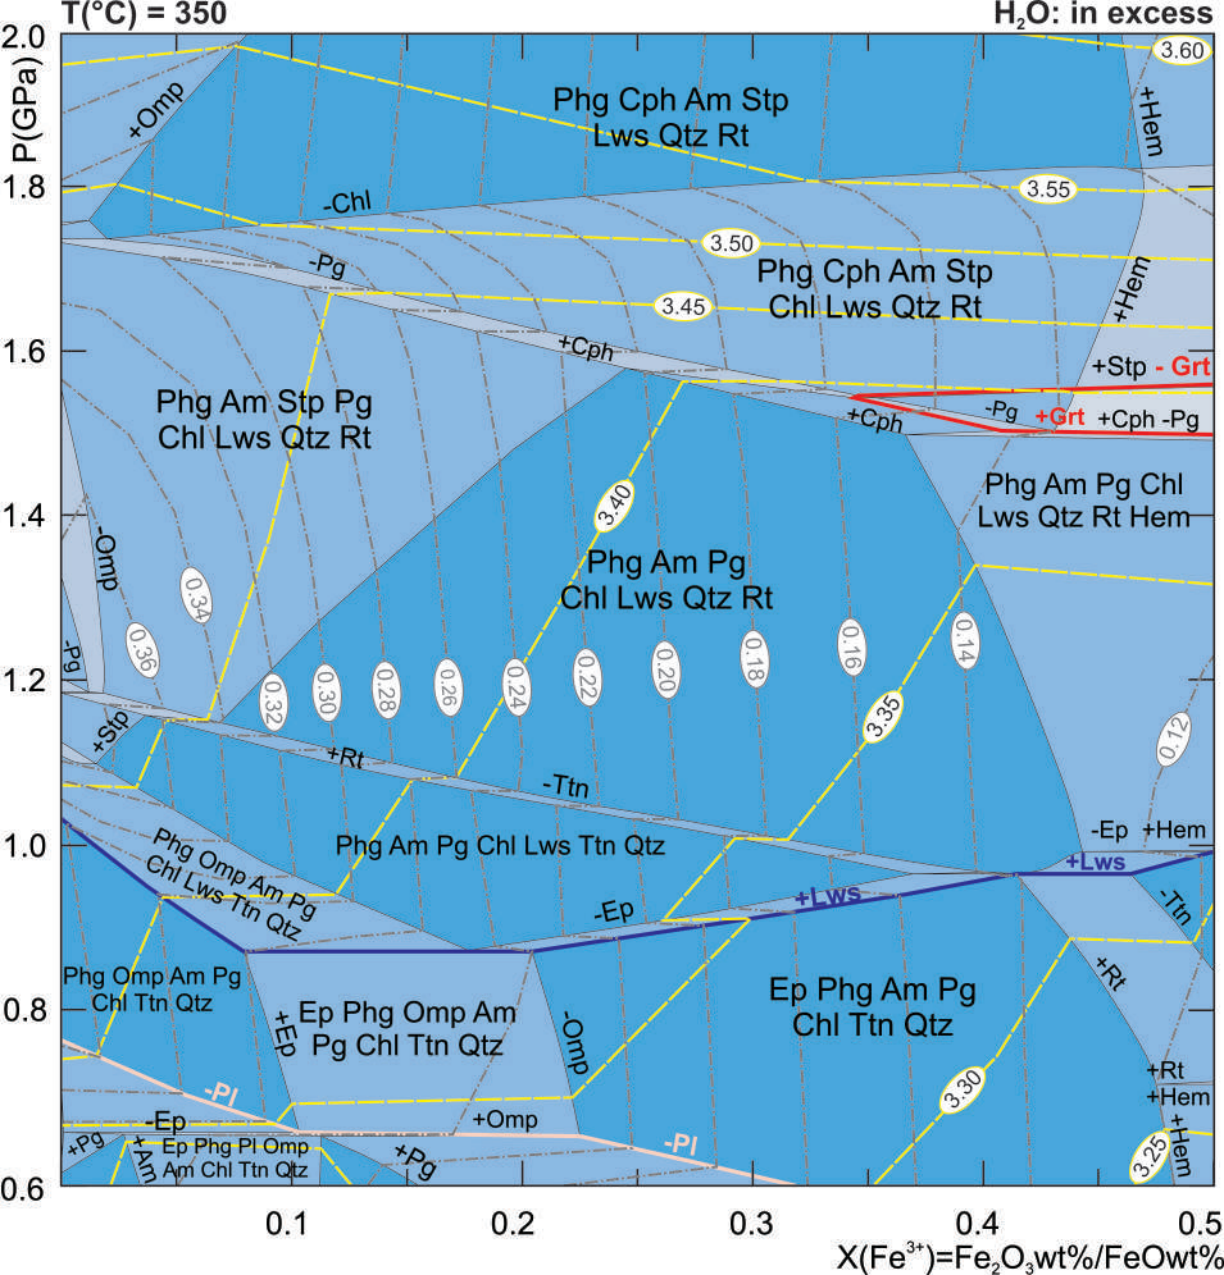 T(°C) = 350
H₂O: in excess
P(GPa)
2.0
1.8
1.6
1.4
1.2
1.0
0.8
0.6
3.60
+Omp
+Hem
Phg Cph Am Stp
Lws Qtz Rt
3.55
-Chl
3.50
-Pg
Phg Cph Am Stp
Chl Lws Qtz Rt
+Hem
3.45
+Cph
+Stp - Grt
Phg Am Stp Pg
Chl Lws Qtz Rt
+Cph
-Pg
+Grt
+Cph -Pg
Phg Am Pg Chl
Lws Qtz Rt Hem
3.40
-Omp
Phg Am Pg
Chl Lws Qtz Rt
0.34
0.36
-Pg
0.32
0.30
0.28
0.26
0.24
0.22
0.20
0.18
0.16
0.14
3.35
0.12
+Stp
+Rt
-Ttn
Phg Am Pg Chl Lws Ttn Qtz
-Ep
+Hem
+Lws
Phg Omp Am Pg
Chl Lws Ttn Qtz
-Ep
+Lws
-Ttn
Phg Omp Am Pg
Chl Ttn Qtz
+Ep
Ep Phg Omp Am
Pg Chl Ttn Qtz
-Omp
Ep Phg Am Pg
Chl Ttn Qtz
+Rt
3.30
+Rt
+Hem
+Hem
-Pl
-Ep
+Omp
-Pl
+Pg
+Am
Ep Phg Pl Omp
Am Chl Ttn Qtz
+Pg
3.25
0.1
0.2
0.3
0.4
0.5
X(Fe³⁺)=Fe₂O₃wt%/FeOwt%